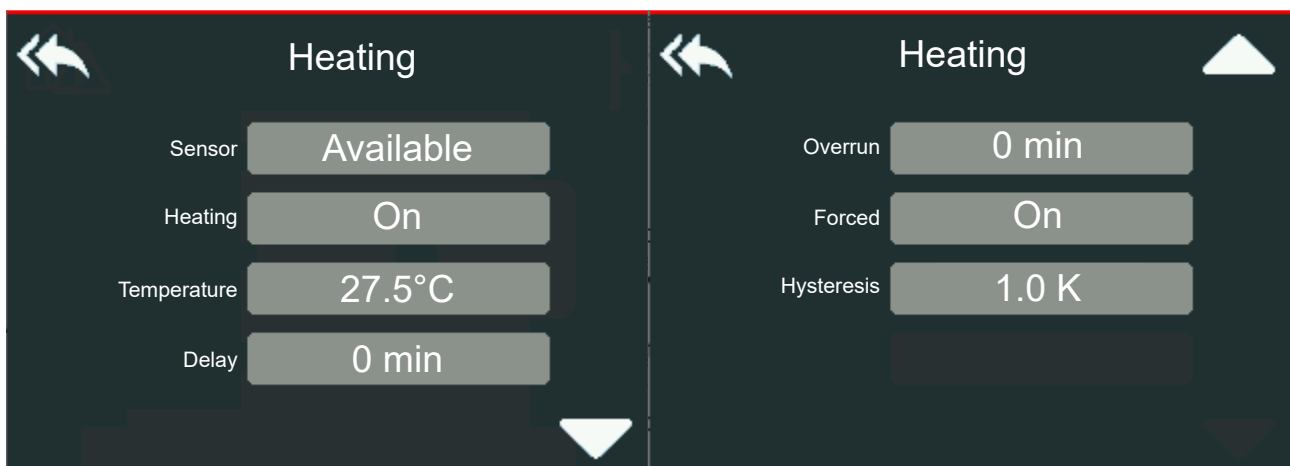 Heating
Sensor Available
Heating On
Temperature 27.5°C
Delay 0 min
Heating
Overrun 0 min
Forced On
Hysteresis 1.0 K